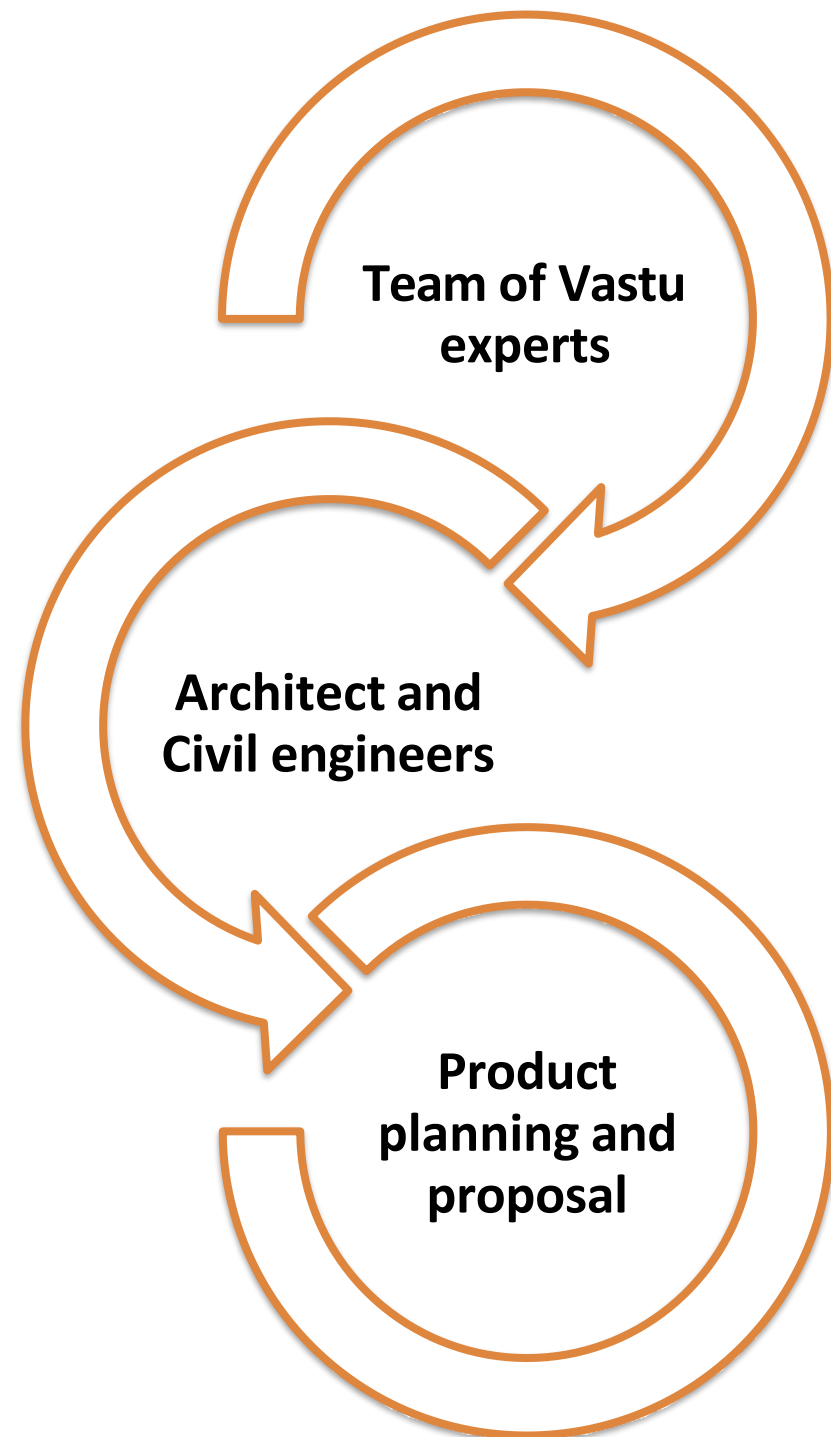 Team of Vastu
experts
Architect and
Civil engineers
Product
planning and
proposal